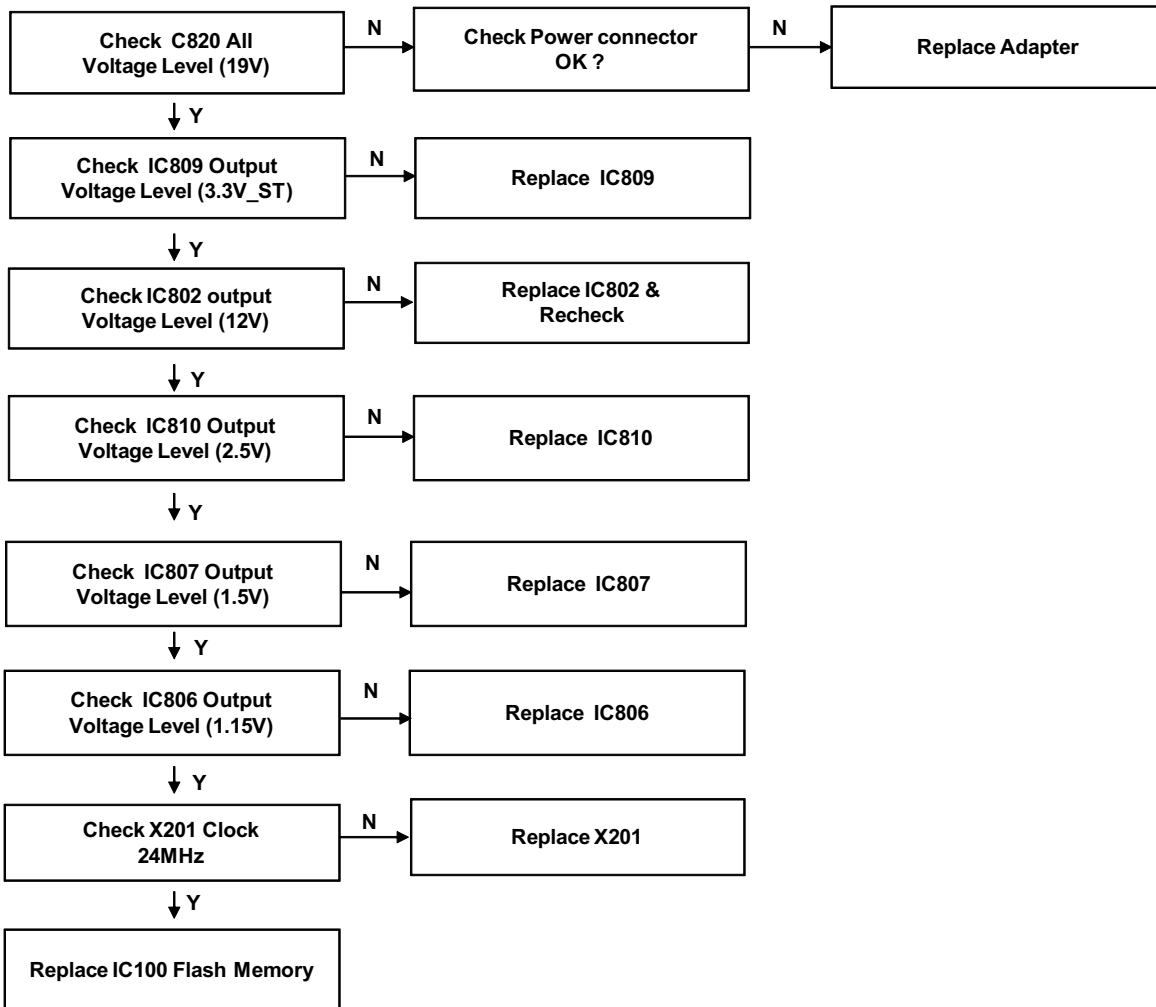 Check C820 All
Voltage Level (19V)
N
Check Power connector
OK ?
N
Replace Adapter
Y
Check IC809 Output
Voltage Level (3.3V_ST)
N
Replace IC809
Y
Check IC802 output
Voltage Level (12V)
N
Replace IC802 &
Recheck
Y
Check IC810 Output
Voltage Level (2.5V)
N
Replace IC810
Y
Check IC807 Output
Voltage Level (1.5V)
N
Replace IC807
Y
Check IC806 Output
Voltage Level (1.15V)
N
Replace IC806
Y
Check X201 Clock
24MHz
N
Replace X201
Y
Replace IC100 Flash Memory